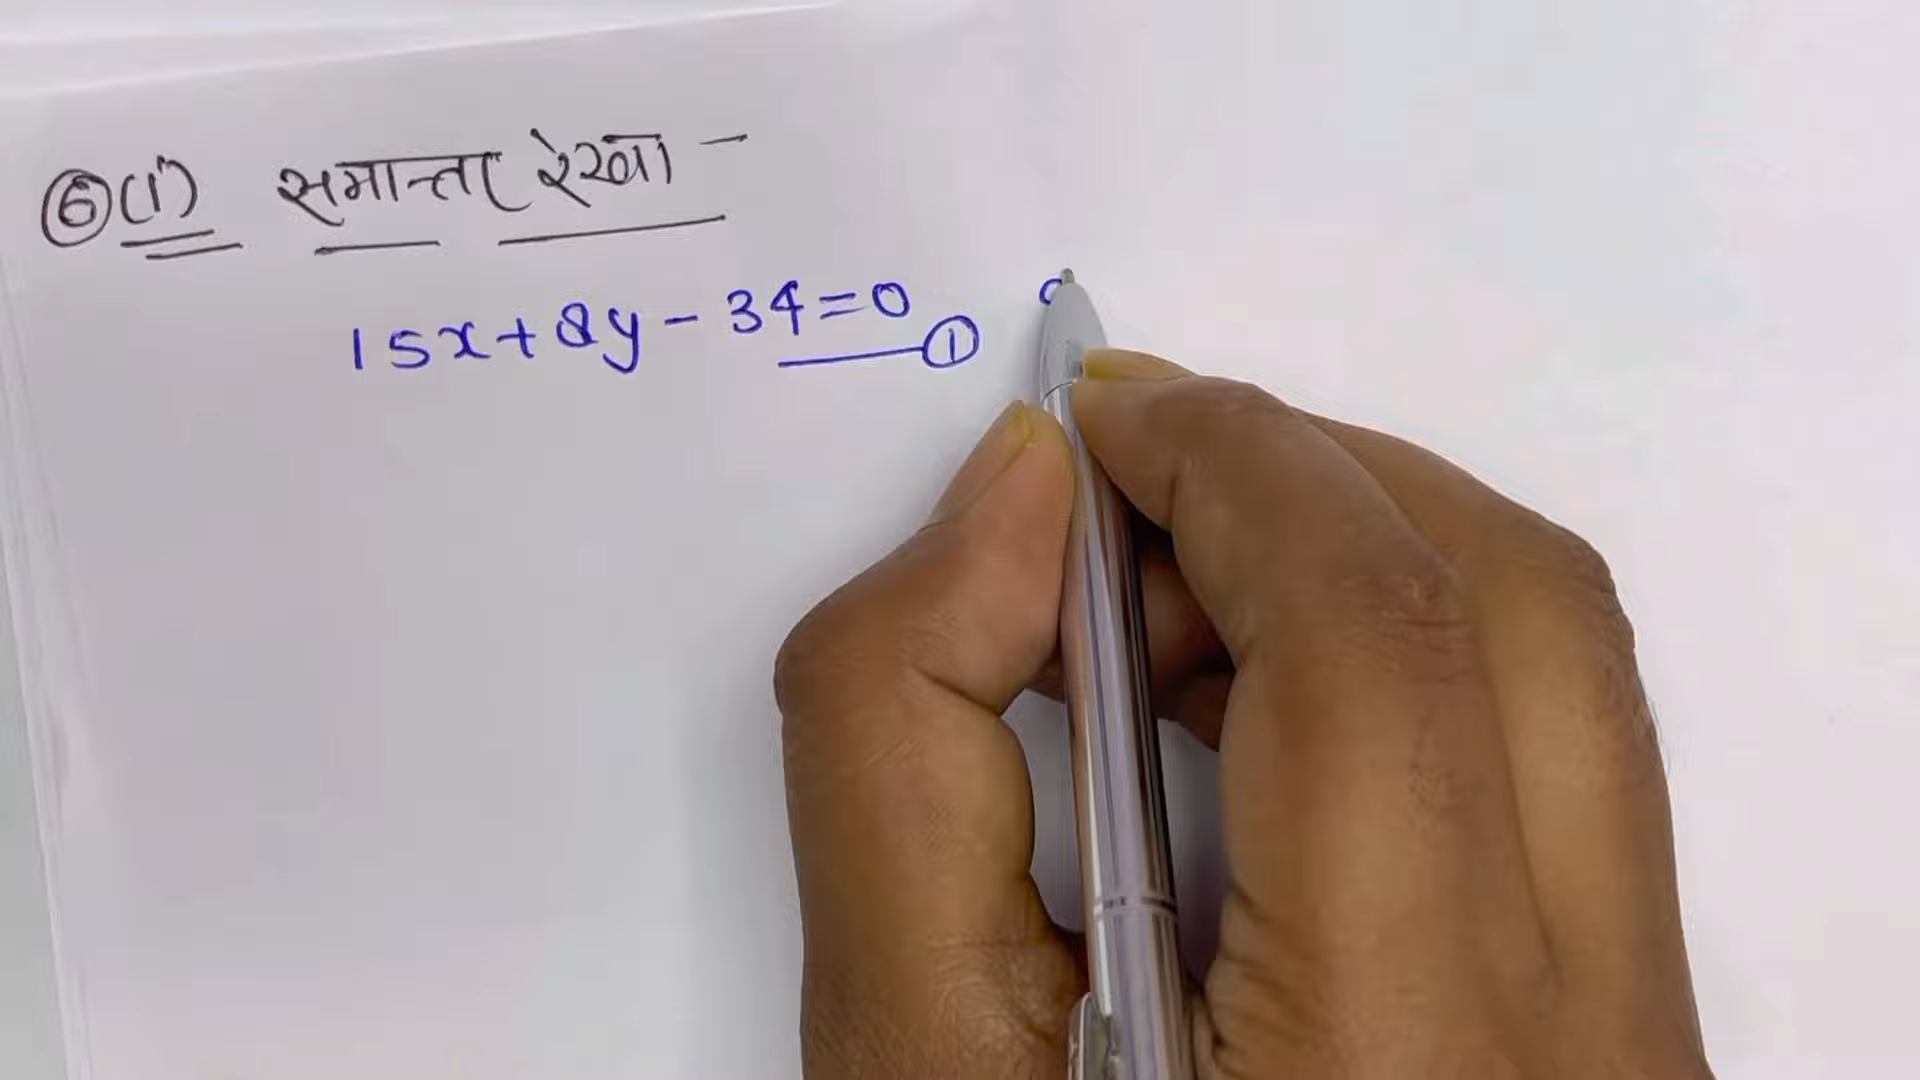 ⑥(i) समान्तर रेखा -
15x+8y-34=0
①